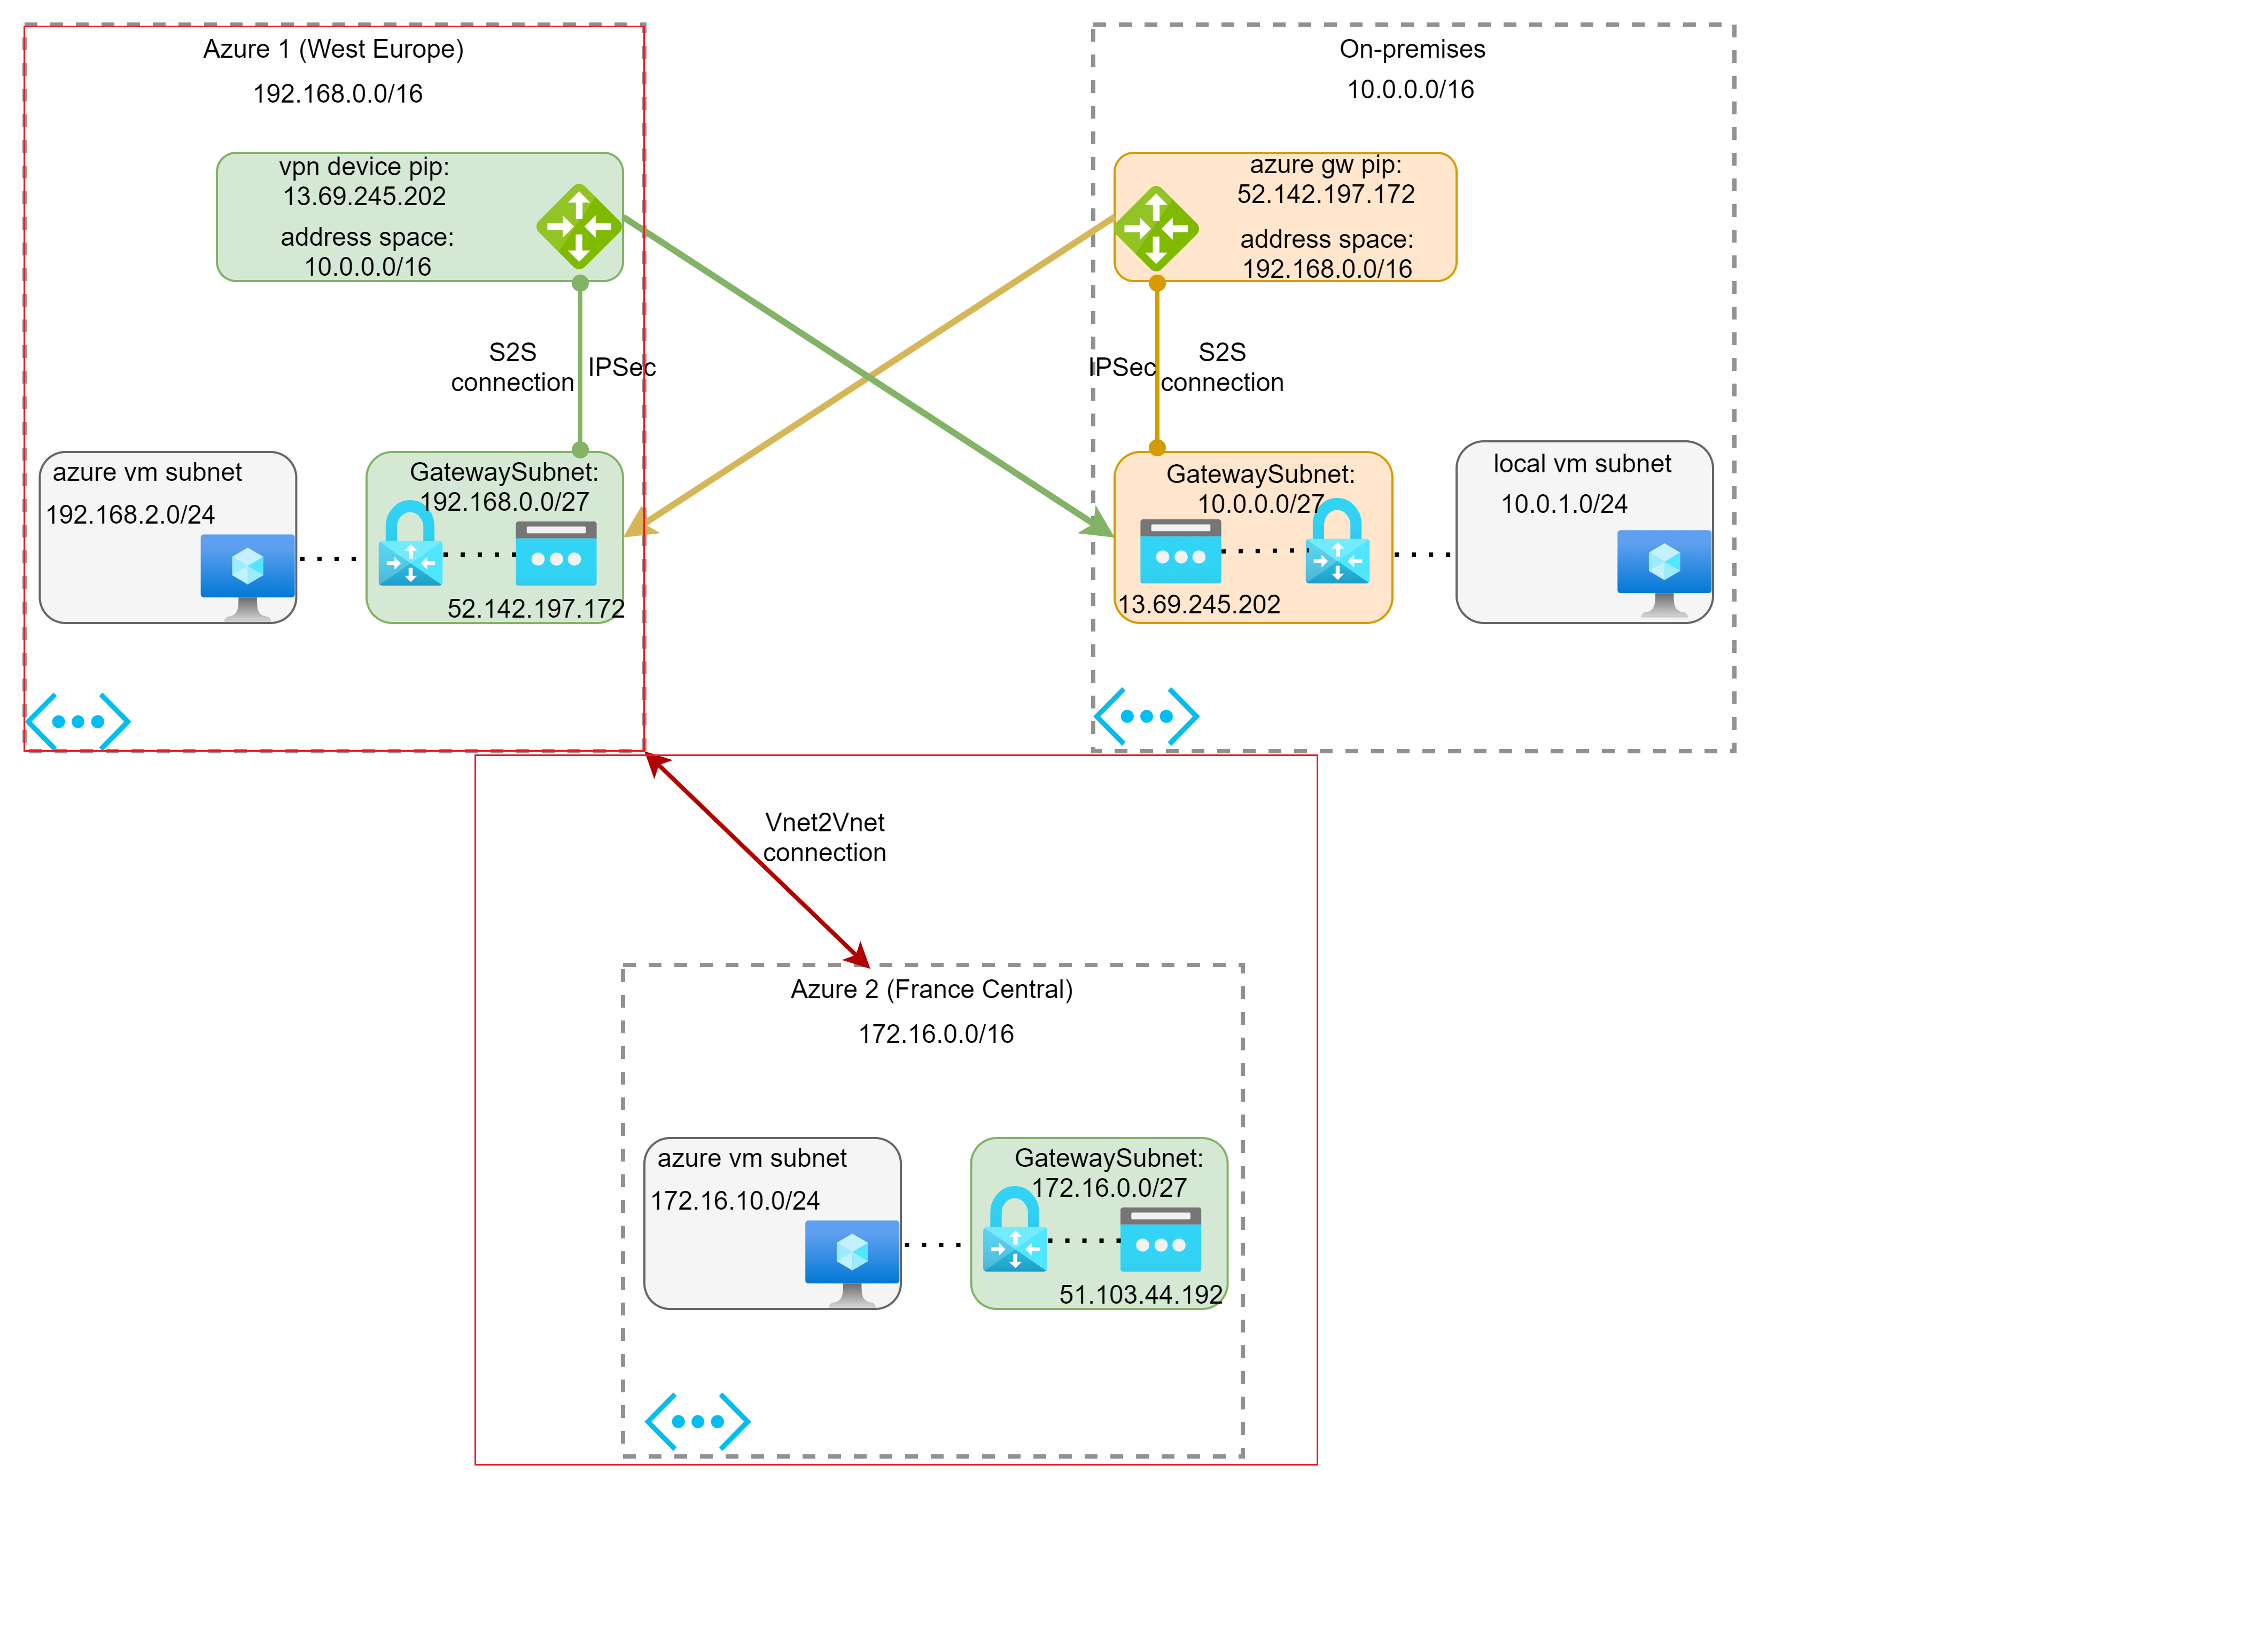 Azure 1 (West Europe)
192.168.0.0/16
vpn device pip:
13.69.245.202
address space:
10.0.0.0/16
S2S
connection
IPSec
azure vm subnet
192.168.2.0/24
GatewaySubnet:
192.168.0.0/27
52.142.197.172
On-premises
10.0.0.0/16
azure gw pip:
52.142.197.172
address space:
192.168.0.0/16
IPSec
S2S
connection
GatewaySubnet:
10.0.0.0/27
13.69.245.202
local vm subnet
10.0.1.0/24
Vnet2Vnet
connection
Azure 2 (France Central)
172.16.0.0/16
azure vm subnet
172.16.10.0/24
GatewaySubnet:
172.16.0.0/27
51.103.44.192